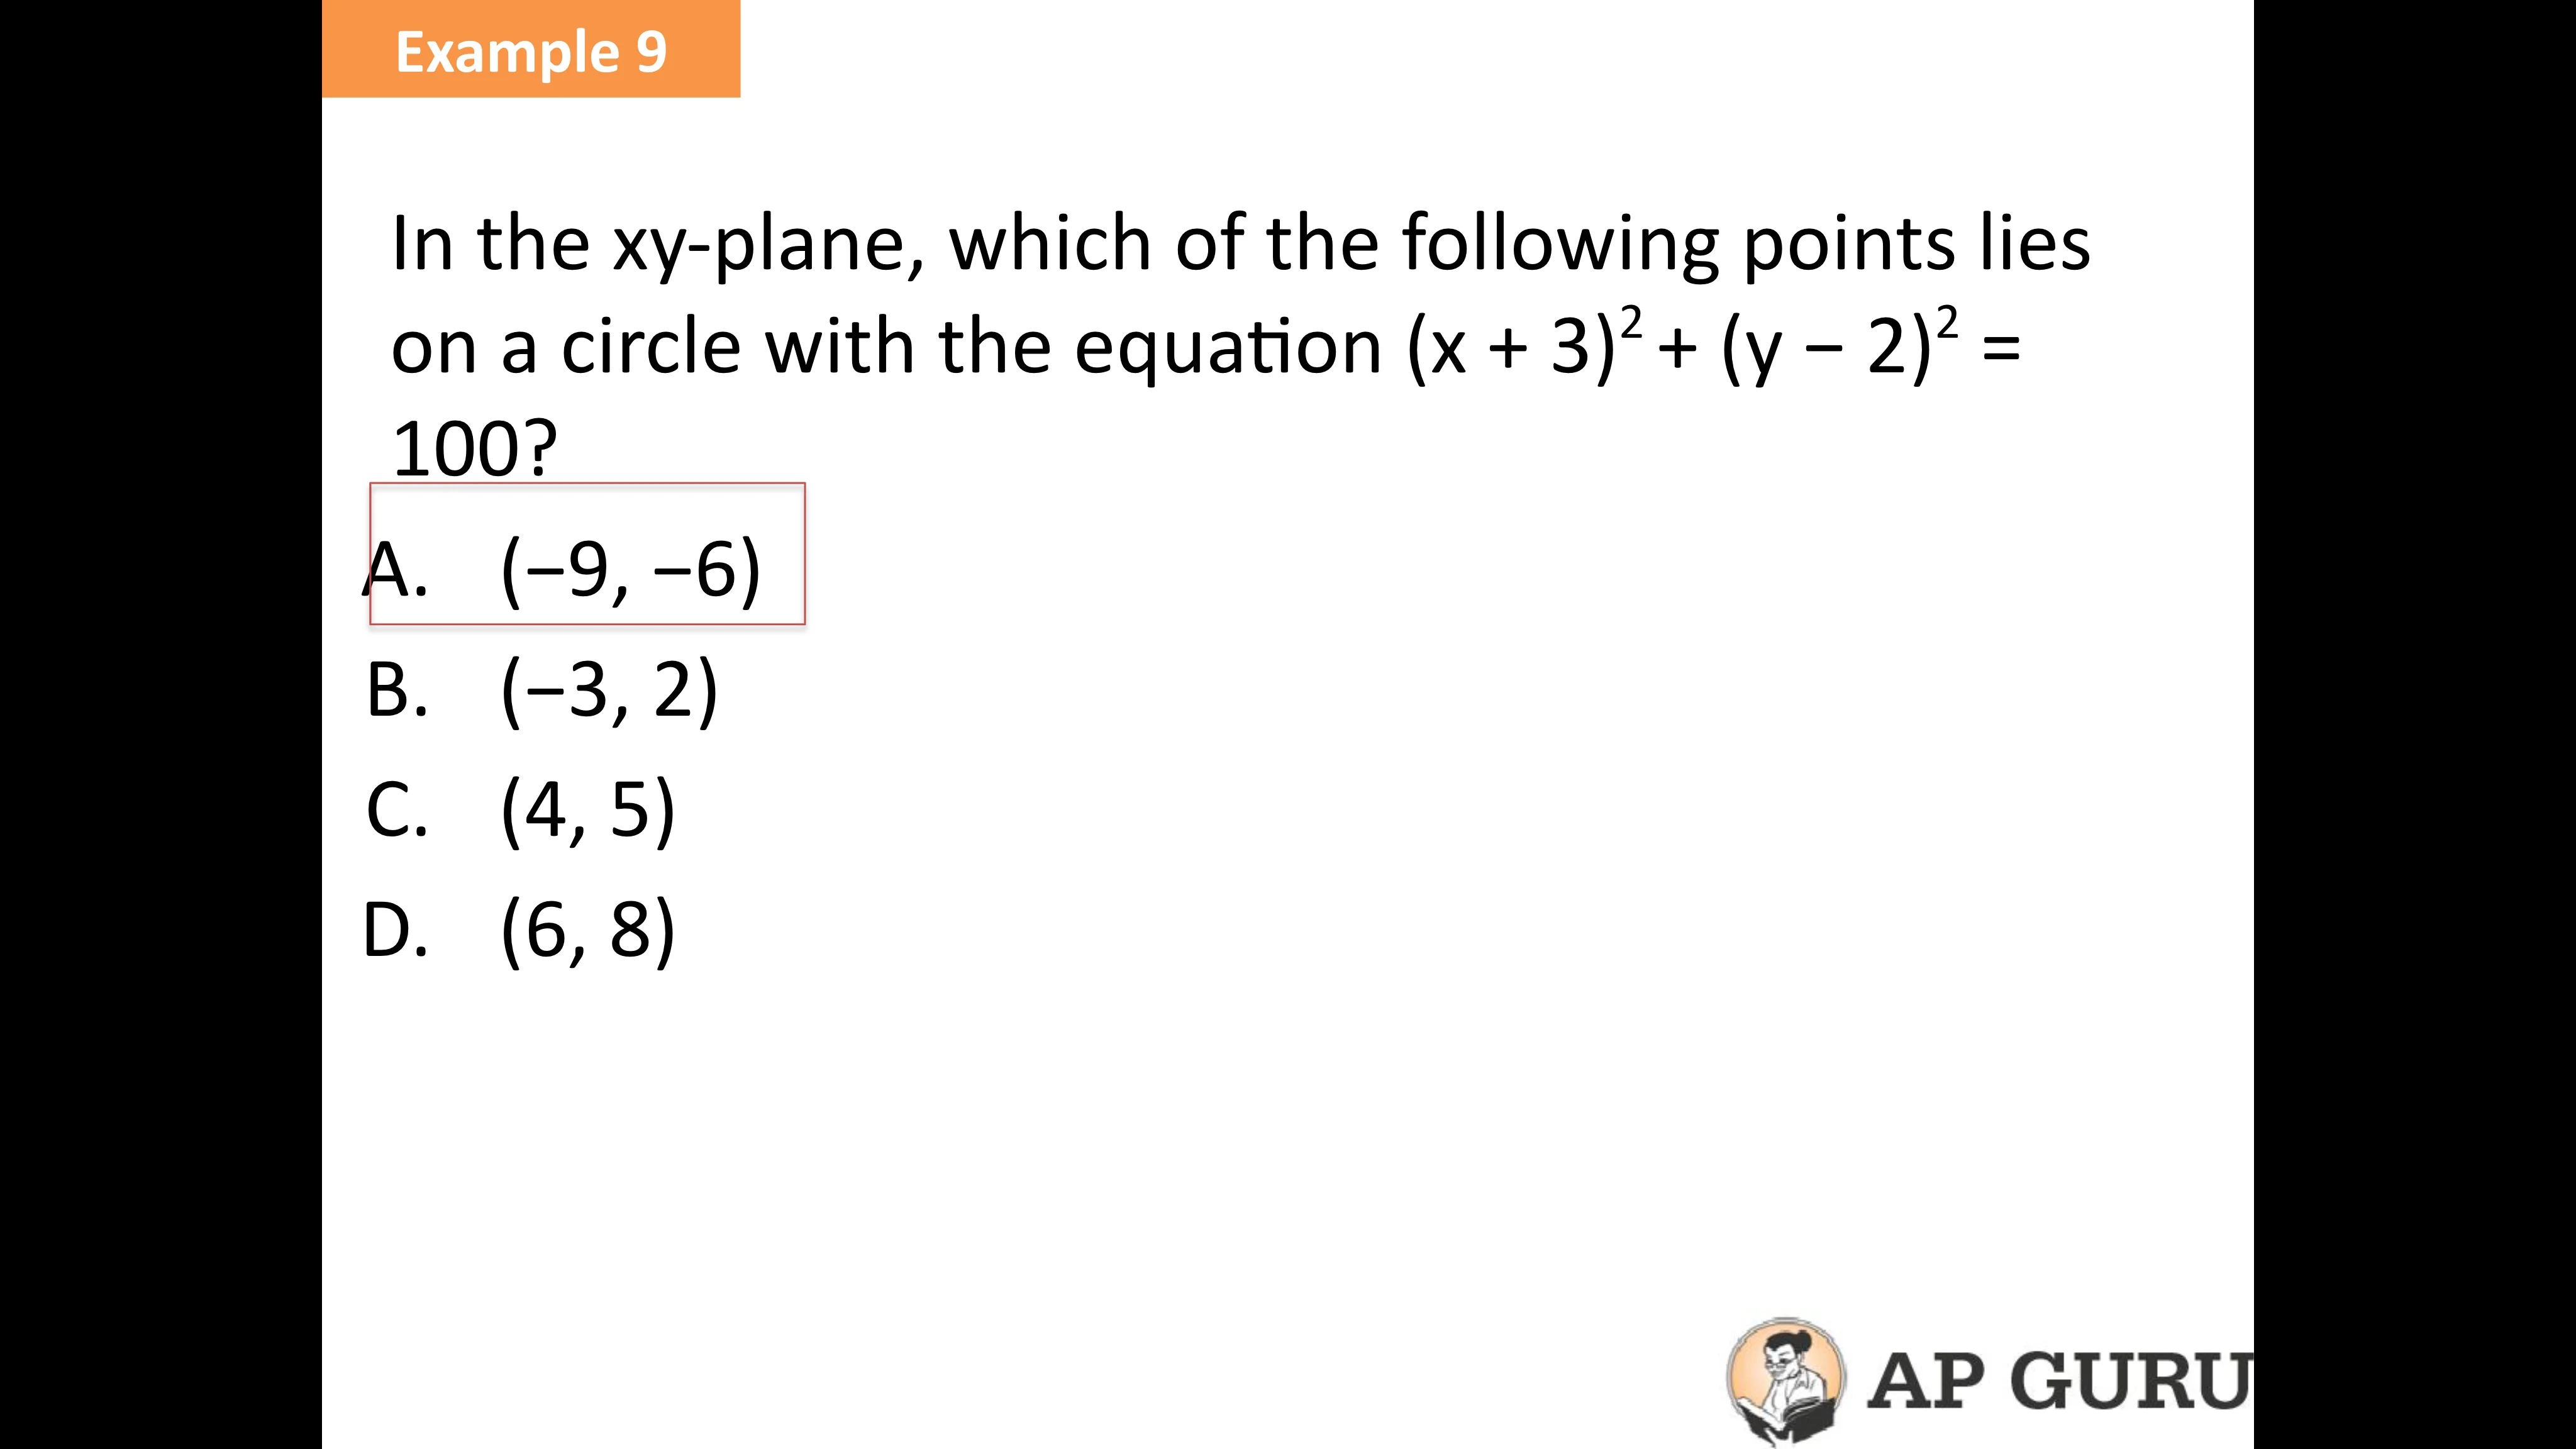 Example 9
In the xy-plane, which of the following points lies
on a circle with the equation (x + 3)² + (y − 2)² =
100?
A. (−9, −6)
B. (−3, 2)
C. (4, 5)
D. (6, 8)
AP GURU